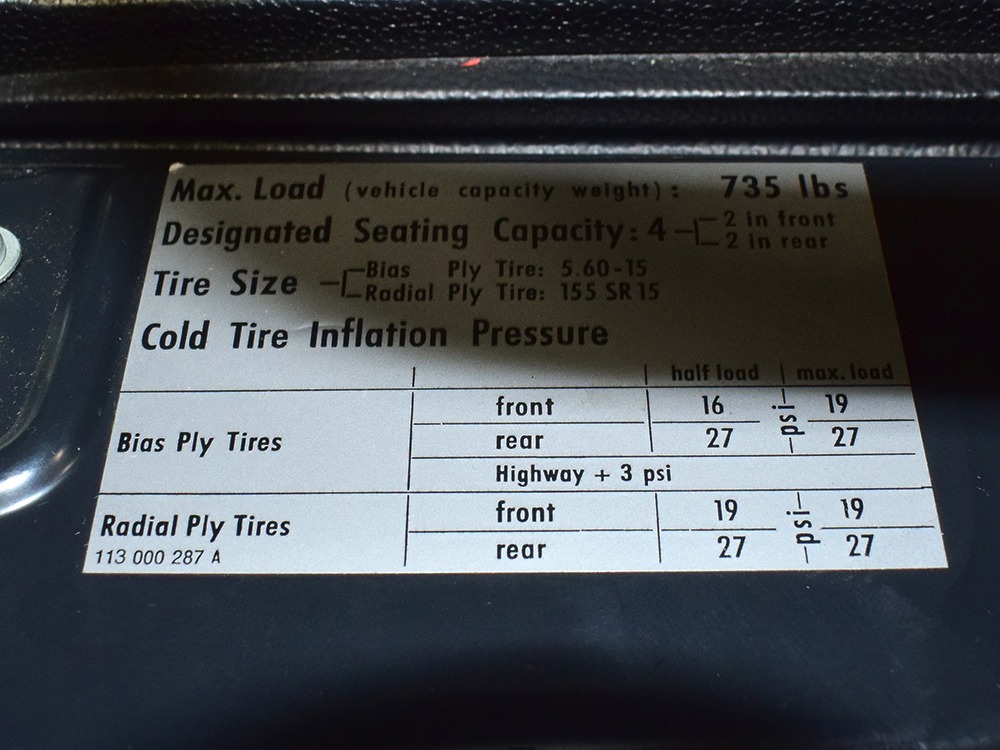 Max. Load (vehicle capacity weight): 735 lbs
Designated Seating Capacity: 4 2 in front
2 in rear
Tire Size Bias Ply Tire: 5.60-15
Radial Ply Tire: 155 SR 15
Cold Tire Inflation Pressure
half load max. load
Bias Ply Tires front 16 psi 19
rear 27 27
Highway + 3 psi
Radial Ply Tires front 19 psi 19
rear 27 27
113 000 287 A